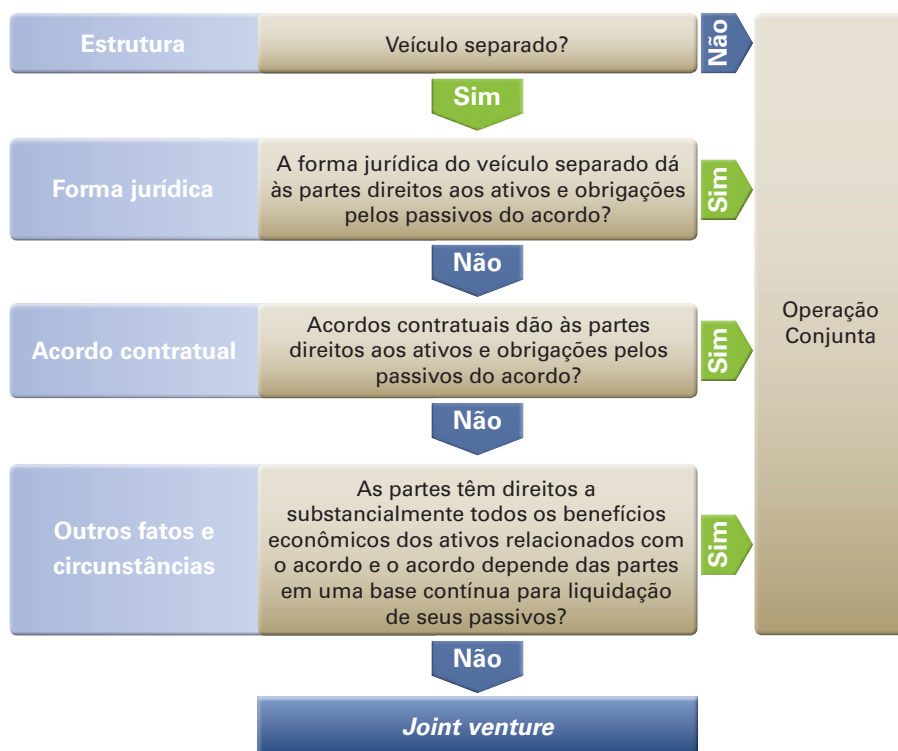 Estrutura
Veículo separado?
Não
Sim
Forma jurídica
A forma jurídica do veículo separado dá
às partes direitos aos ativos e obrigações
pelos passivos do acordo?
Sim
Não
Acordo contratual
Acordos contratuais dão às partes
direitos aos ativos e obrigações pelos
passivos do acordo?
Sim
Não
Outros fatos e
circunstâncias
As partes têm direitos a
substancialmente todos os benefícios
econômicos dos ativos relacionados com
o acordo e o acordo depende das partes
em uma base contínua para liquidação
de seus passivos?
Sim
Não
Joint venture
Operação
Conjunta